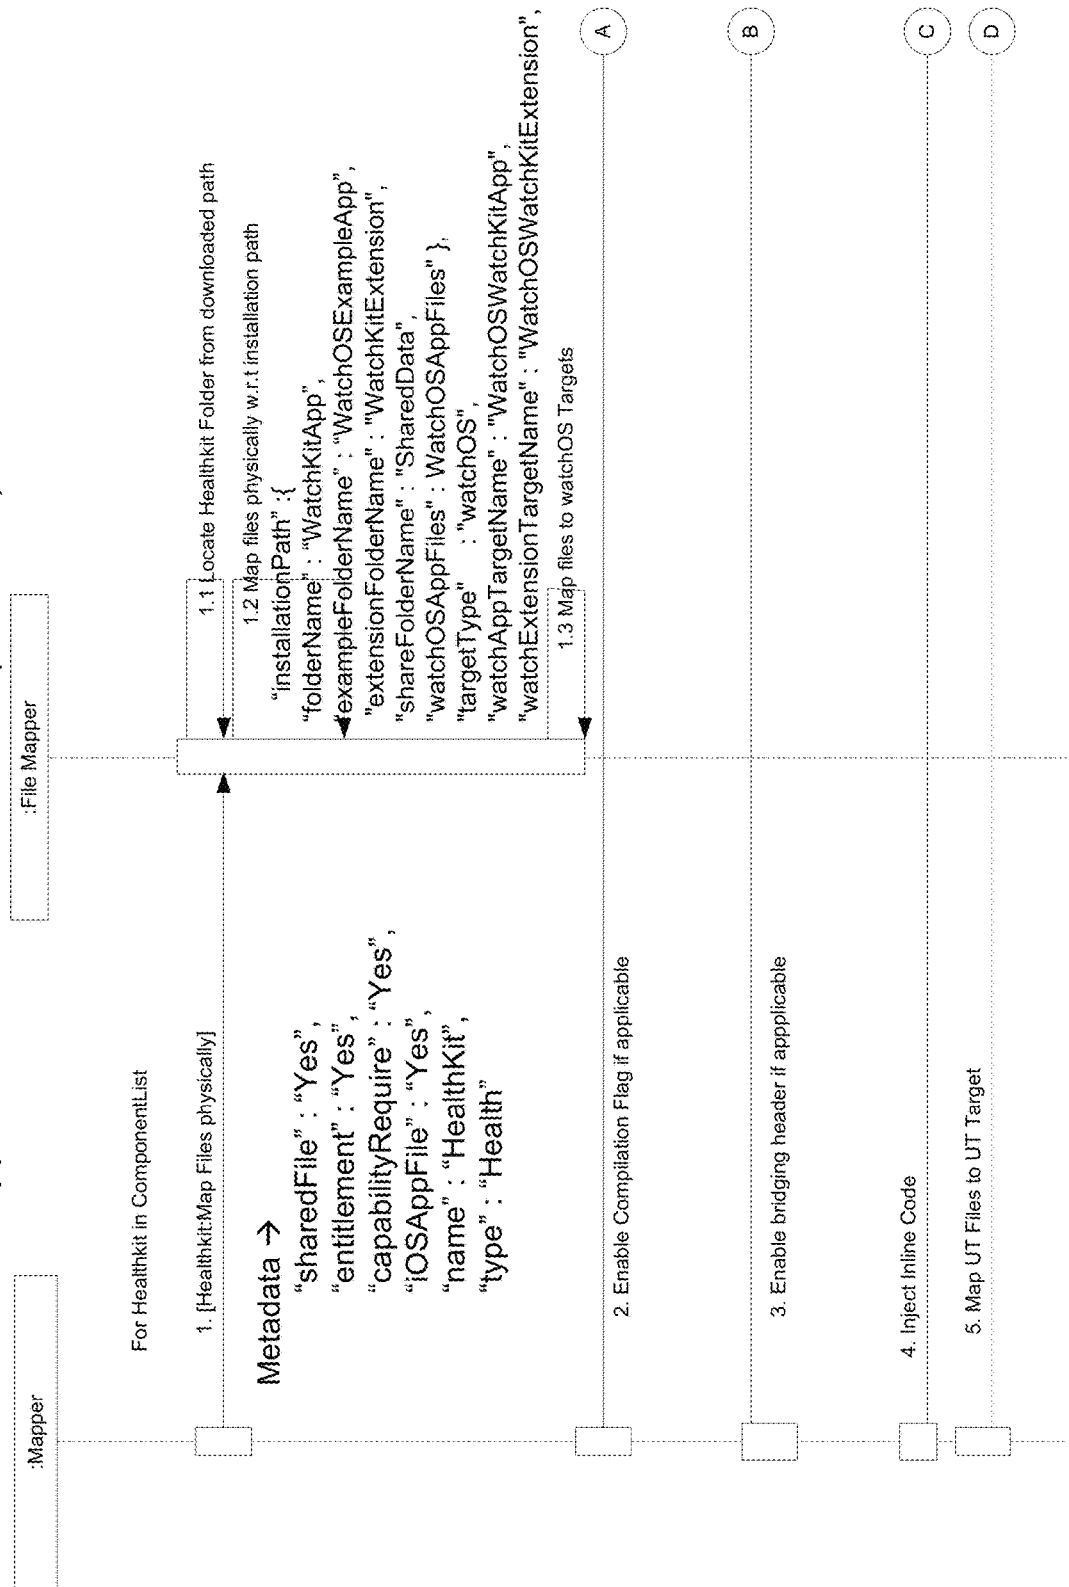 :Mapper
:File Mapper
For Healthkit in ComponentList
1. [Healthkit:Map Files physically]
Metadata →
“sharedFile” : “Yes”,
“entitlement” : “Yes”,
“capabilityRequire” : “Yes”,
“iOSAppFile” : “Yes”,
“name” : “HealthKit”,
“type” : “Health”
1.1 Locate Healthkit Folder from downloaded path
1.2 Map files physically w.r.t installation path
“installationPath” :{
“folderName” : “WatchKitApp”,
“exampleFolderName” : “WatchOSExampleApp”,
"extensionFolderName" : "WatchKitExtension",
"shareFolderName" : "SharedData",
"watchOSAppFiles" : WatchOSAppFiles" },
"targetType" : "watchOS",
"watchAppTargetName" : "WatchOSWatchKitApp",
"watchExtensionTargetName" : "WatchOSWatchKitExtension",
1.3 Map files to watchOS Targets
2. Enable Compilation Flag if applicable
A
3. Enable bridging header if appplicable
B
4. Inject Inline Code
C
5. Map UT Files to UT Target
D